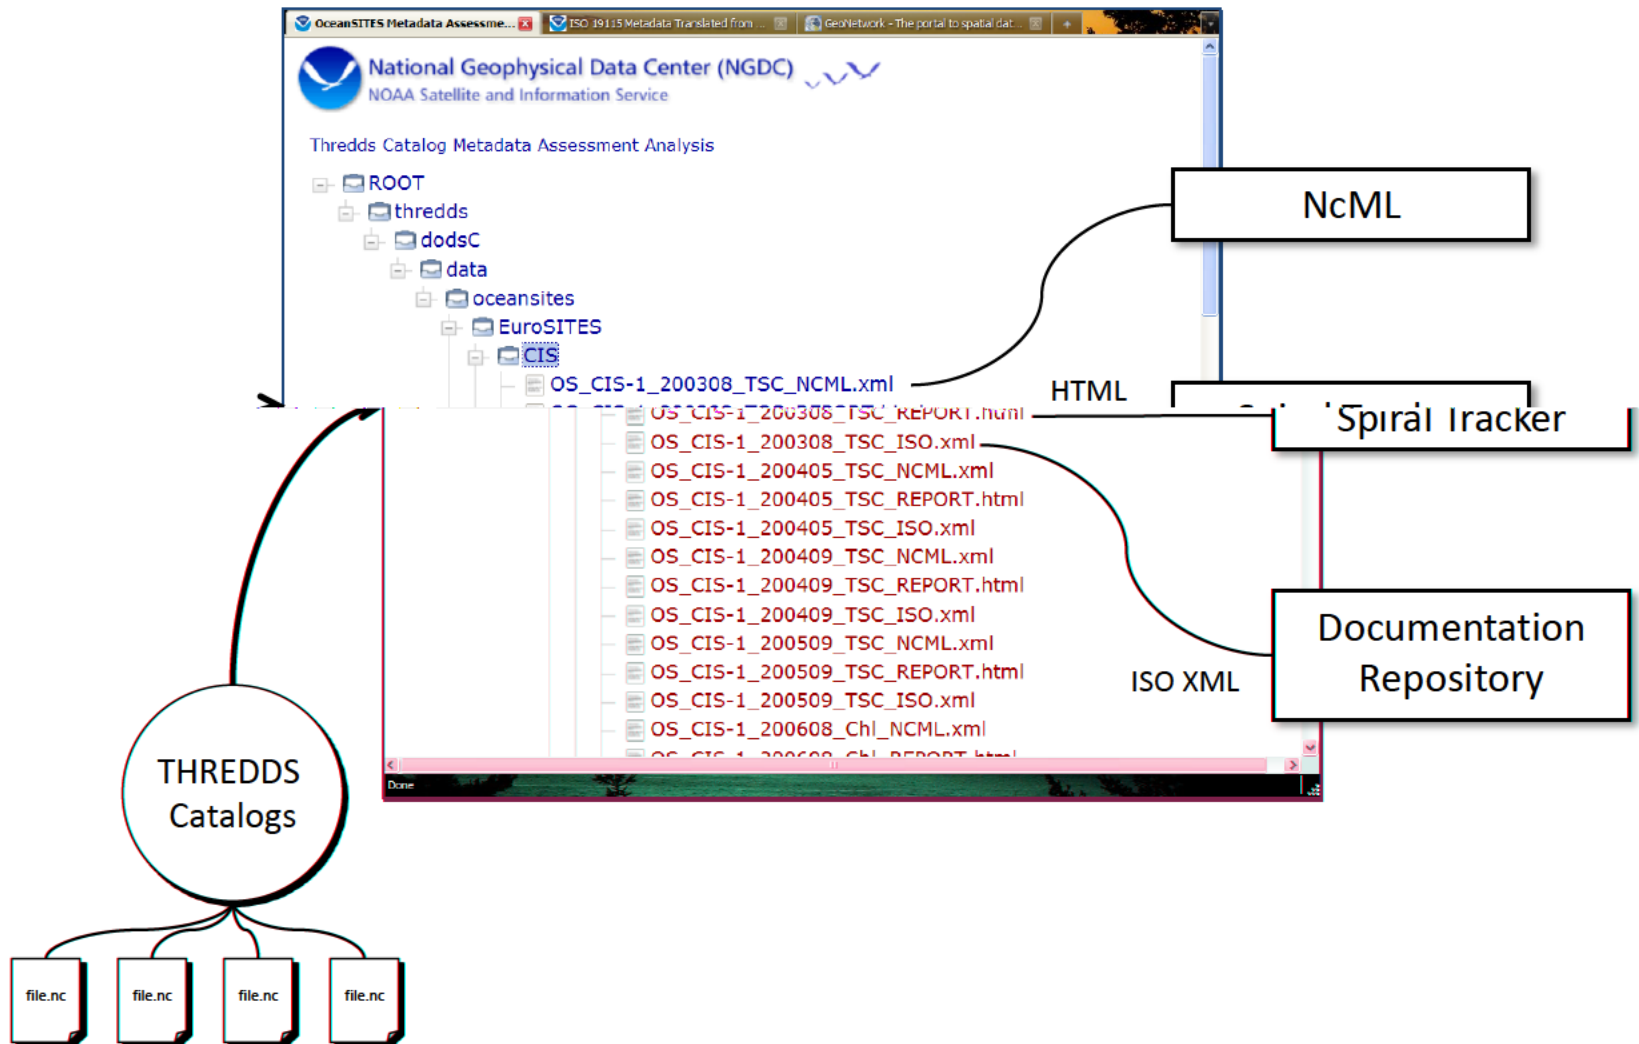 OceanSITES Metadata Assessme...
ISO 19115 Metadata Translated from ...
GeoNetwork - The portal to spatial dat...
National Geophysical Data Center (NGDC)
NOAA Satellite and Information Service
Thredds Catalog Metadata Assessment Analysis
ROOT
thredds
dodsC
data
oceansites
EuroSITES
CIS
OS_CIS-1_200308_TSC_NCML.xml
NcML
HTML
OS_CIS-1_200308_TSC_REPORT.html
Spiral Tracker
OS_CIS-1_200308_TSC_ISO.xml
OS_CIS-1_200405_TSC_NCML.xml
OS_CIS-1_200405_TSC_REPORT.html
OS_CIS-1_200405_TSC_ISO.xml
OS_CIS-1_200409_TSC_NCML.xml
OS_CIS-1_200409_TSC_REPORT.html
OS_CIS-1_200409_TSC_ISO.xml
OS_CIS-1_200509_TSC_NCML.xml
OS_CIS-1_200509_TSC_REPORT.html
OS_CIS-1_200509_TSC_ISO.xml
OS_CIS-1_200608_Chl_NCML.xml
OS_CIS-1_200608_Chl_REPORT.html
Documentation
Repository
ISO XML
Done
THREDDS
Catalogs
file.nc
file.nc
file.nc
file.nc